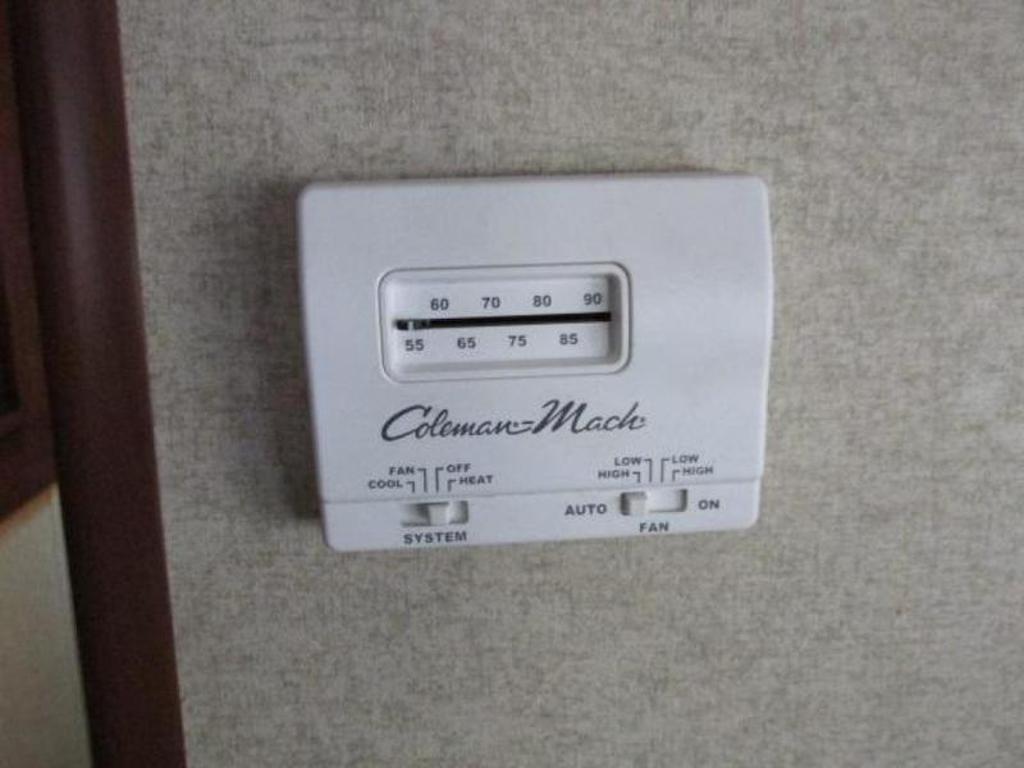 60 70 80 90
55 65 75 85
Coleman-Mach
FAN OFF
COOL HEAT
LOW LOW
HIGH HIGH
AUTO ON
SYSTEM
FAN